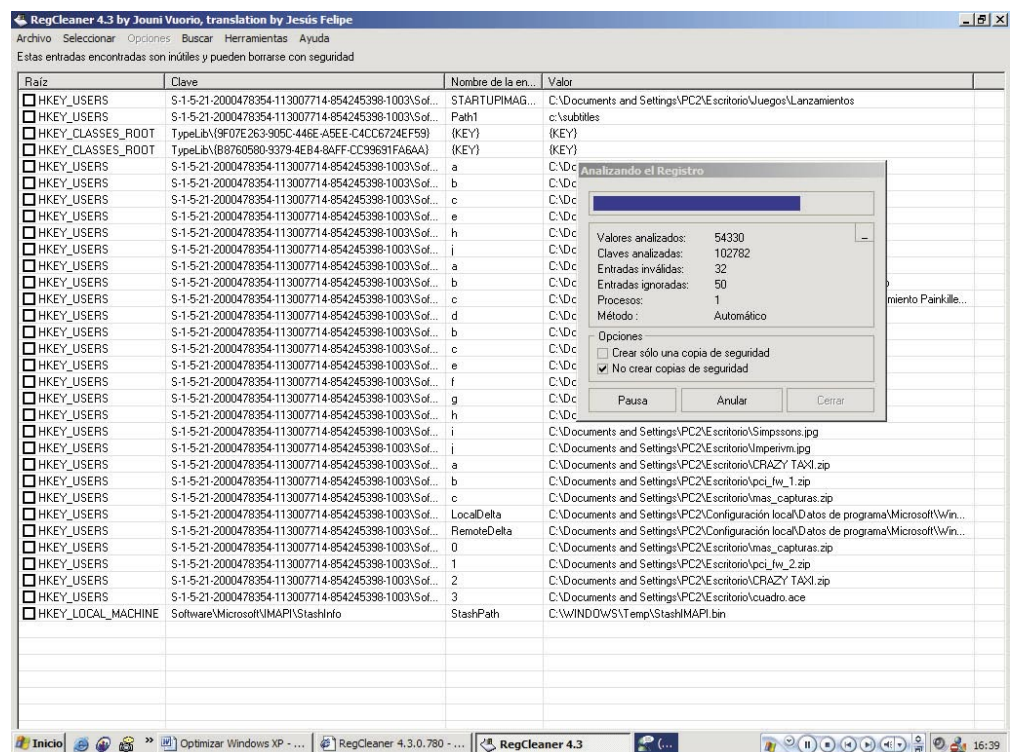 RegCleaner 4.3 by Jouni Vuorio, translation by Jesús Felipe
Archivo Seleccionar Opciones Buscar Herramientas Ayuda
Estas entradas encontradas son inútiles y pueden borrarse con seguridad
Raíz Clave Nombre de la en... Valor
HKEY_USERS S-1-5-21-2000478354-113007714-854245398-1003\Sof... STARTUPIMAG... C:\Documents and Settings\PC2\Escritorio\Juegos\Lanzamientos
HKEY_USERS S-1-5-21-2000478354-113007714-854245398-1003\Sof... Path1 c:\subtitles
HKEY_CLASSES_ROOT TypeLib\{9F07E263-905C-446E-A5EE-C4CC6724EF59} {KEY} {KEY}
HKEY_CLASSES_ROOT TypeLib\{B8760580-9379-4EB4-8AFF-CC99691FA6AA} {KEY} {KEY}
HKEY_USERS S-1-5-21-2000478354-113007714-854245398-1003\Sof... a C:\Dc
HKEY_USERS S-1-5-21-2000478354-113007714-854245398-1003\Sof... b C:\Dc
HKEY_USERS S-1-5-21-2000478354-113007714-854245398-1003\Sof... c C:\Dc
HKEY_USERS S-1-5-21-2000478354-113007714-854245398-1003\Sof... e C:\Dc
HKEY_USERS S-1-5-21-2000478354-113007714-854245398-1003\Sof... h C:\Dc
HKEY_USERS S-1-5-21-2000478354-113007714-854245398-1003\Sof... j C:\Dc
HKEY_USERS S-1-5-21-2000478354-113007714-854245398-1003\Sof... a C:\Dc
HKEY_USERS S-1-5-21-2000478354-113007714-854245398-1003\Sof... b C:\Dc
HKEY_USERS S-1-5-21-2000478354-113007714-854245398-1003\Sof... c C:\Dc miento Painkille...
HKEY_USERS S-1-5-21-2000478354-113007714-854245398-1003\Sof... d C:\Dc
HKEY_USERS S-1-5-21-2000478354-113007714-854245398-1003\Sof... b C:\Dc
HKEY_USERS S-1-5-21-2000478354-113007714-854245398-1003\Sof... c C:\Dc
HKEY_USERS S-1-5-21-2000478354-113007714-854245398-1003\Sof... e C:\Dc
HKEY_USERS S-1-5-21-2000478354-113007714-854245398-1003\Sof... f C:\Dc
HKEY_USERS S-1-5-21-2000478354-113007714-854245398-1003\Sof... g C:\Dc
HKEY_USERS S-1-5-21-2000478354-113007714-854245398-1003\Sof... h C:\Dc
HKEY_USERS S-1-5-21-2000478354-113007714-854245398-1003\Sof... i C:\Documents and Settings\PC2\Escritorio\Simpssons.jpg
HKEY_USERS S-1-5-21-2000478354-113007714-854245398-1003\Sof... j C:\Documents and Settings\PC2\Escritorio\Imperivm.jpg
HKEY_USERS S-1-5-21-2000478354-113007714-854245398-1003\Sof... a C:\Documents and Settings\PC2\Escritorio\CRAZY TAXI.zip
HKEY_USERS S-1-5-21-2000478354-113007714-854245398-1003\Sof... b C:\Documents and Settings\PC2\Escritorio\pci_fw_1.zip
HKEY_USERS S-1-5-21-2000478354-113007714-854245398-1003\Sof... c C:\Documents and Settings\PC2\Escritorio\mas_capturas.zip
HKEY_USERS S-1-5-21-2000478354-113007714-854245398-1003\Sof... LocalDelta C:\Documents and Settings\PC2\Configuración local\Datos de programa\Microsoft\Win...
HKEY_USERS S-1-5-21-2000478354-113007714-854245398-1003\Sof... RemoteDelta C:\Documents and Settings\PC2\Configuración local\Datos de programa\Microsoft\Win...
HKEY_USERS S-1-5-21-2000478354-113007714-854245398-1003\Sof... 0 C:\Documents and Settings\PC2\Escritorio\mas_capturas.zip
HKEY_USERS S-1-5-21-2000478354-113007714-854245398-1003\Sof... 1 C:\Documents and Settings\PC2\Escritorio\pci_fw_2.zip
HKEY_USERS S-1-5-21-2000478354-113007714-854245398-1003\Sof... 2 C:\Documents and Settings\PC2\Escritorio\CRAZY TAXI.zip
HKEY_USERS S-1-5-21-2000478354-113007714-854245398-1003\Sof... 3 C:\Documents and Settings\PC2\Escritorio\cuadro.ace
HKEY_LOCAL_MACHINE Software\Microsoft\IMAPI\StashInfo StashPath C:\WINDOWS\Temp\StashIMAPI.bin
Analizando el Registro
Valores analizados: 54330
Claves analizadas: 102782
Entradas inválidas: 32
Entradas ignoradas: 50
Procesos: 1
Método : Automático
Opciones
Crear sólo una copia de seguridad
No crear copias de seguridad
Pausa Anular Cerrar
Inicio » Optimizar Windows XP - ... RegCleaner 4.3.0.780 - ... RegCleaner 4.3 (... 16:39